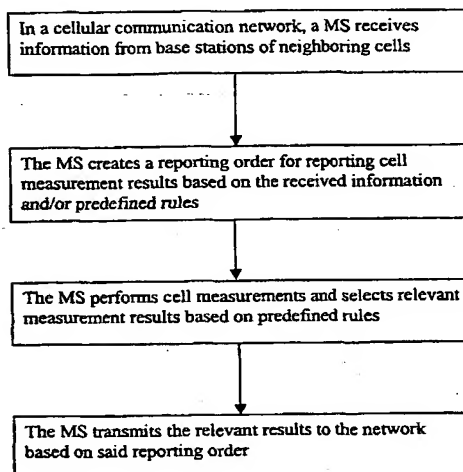 In a cellular communication network, a MS receives
information from base stations of neighboring cells
The MS creates a reporting order for reporting cell
measurement results based on the received information
and/or predefined rules
The MS performs cell measurements and selects relevant
measurement results based on predefined rules
The MS transmits the relevant results to the network
based on said reporting order